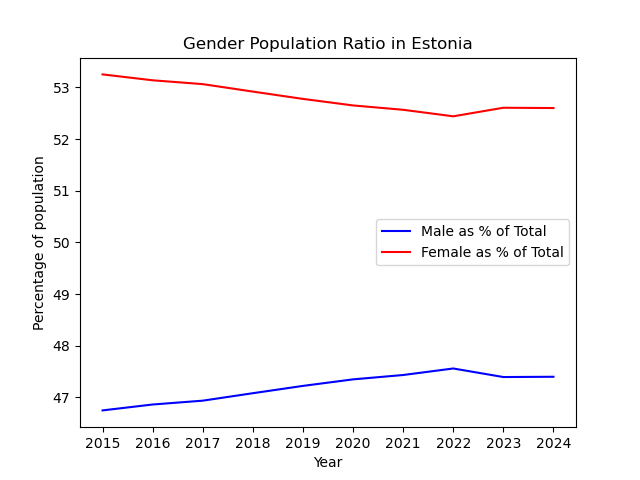 Gender Population Ratio in Estonia
Percentage of population
53
52
51
50
49
48
47
Male as % of Total
Female as % of Total
2015 2016 2017 2018 2019 2020 2021 2022 2023 2024
Year